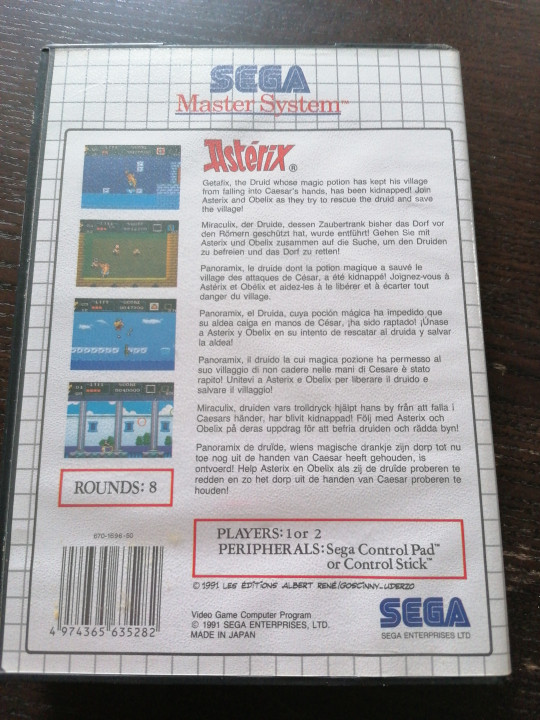 SEGA
Master System™
Astérix®
Getafix, the Druid whose magic potion has kept his village
from falling into Caesar's hands, has been kidnapped! Join
Asterix and Obelix as they try to rescue the druid and save
the village!
Miraculix, der Druide, dessen Zaubertrank bisher das Dorf vor
den Römern geschützt hat, wurde entführt! Gehen Sie mit
Asterix und Obelix zusammen auf die Suche, um den Druiden
zu befreien und das Dorf zu retten!
Panoramix, le druide dont la potion magique a sauvé le
village des attaques de César, a été kidnappé! Joignez-vous à
Astérix et Obélix et aidez-les à le libérer et à écarter tout
danger du village.
Panoramix, el Druida, cuya poción mágica ha impedido que
su aldea caiga en manos de César, ¡ha sido raptado! ¡Unase
a Asterix y Obelix en su intento de rescatar al druida y salvar
la aldea!
Panoramix, il druido la cui magica pozione ha permesso al
suo villaggio di non cadere nelle mani di Cesare è stato
rapito! Unitevi a Asterix e Obelix per liberare il druido e
salvare il villaggio!
Miraculix, druiden vars trolldryck hjälpt hans by från att falla i
Caesars händer, har blivit kidnappad! Följ med Asterix och
Obelix på deras uppdrag för att befria druiden och rädda byn!
Panoramix de druïde, wiens magische drankje zijn dorp tot nu
toe nog uit de handen van Caesar heeft gehouden, is
ontvoerd! Help Asterix en Obelix als zij de druïde proberen te
redden en zo het dorp uit de handen van Caesar proberen te
houden!
ROUNDS: 8
PLAYERS: 1 or 2
PERIPHERALS: Sega Control Pad™
or Control Stick™
670-1696-50
© 1991 LES ÉDITIONS ALBERT RENÉ/GOSCINNY-UDERZO
4 974365 635282
Video Game Computer Program
© 1991 SEGA ENTERPRISES, LTD.
MADE IN JAPAN
SEGA
SEGA ENTERPRISES LTD